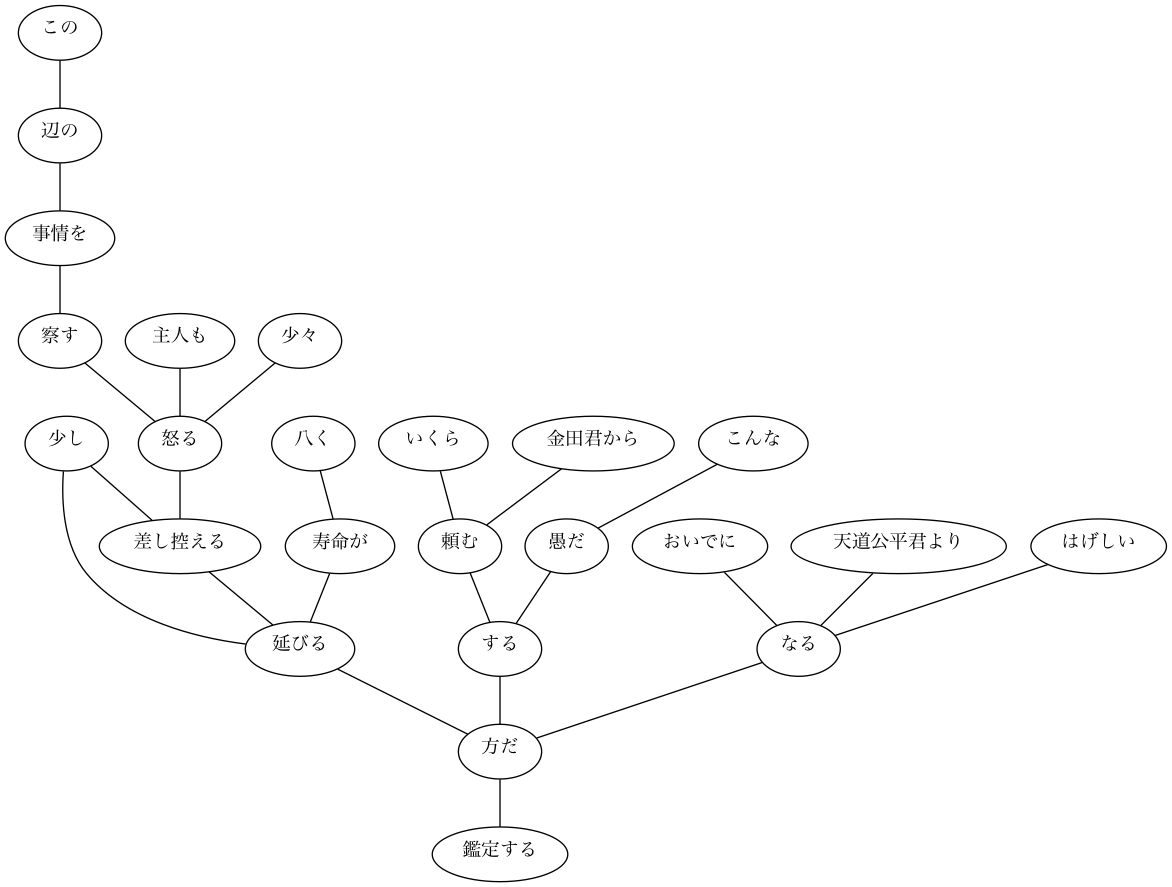 この
辺の
事情を
察す
主人も
少々
少し
怒る
八く
いくら
金田君から
こんな
差し控える
寿命が
頼む
愚だ
おいでに
天道公平君より
はげしい
延びる
する
なる
方だ
鑑定する